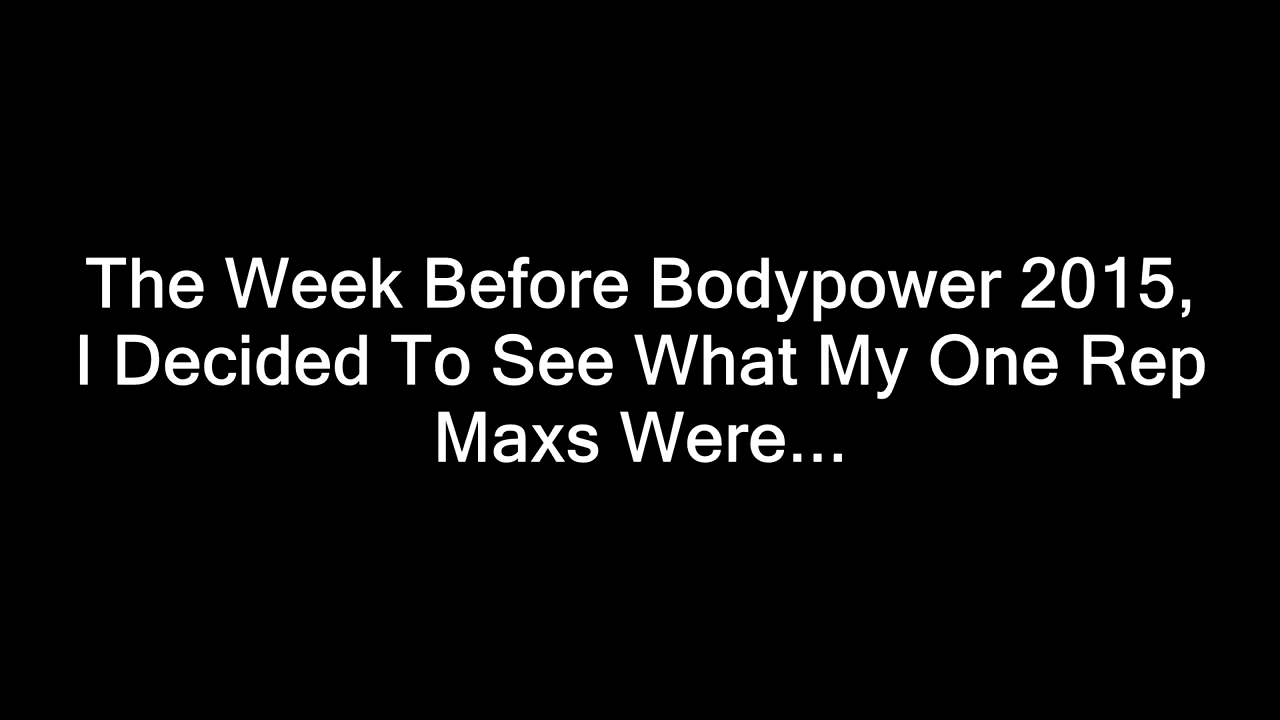 The Week Before Bodypower 2015,
I Decided To See What My One Rep
Maxs Were...